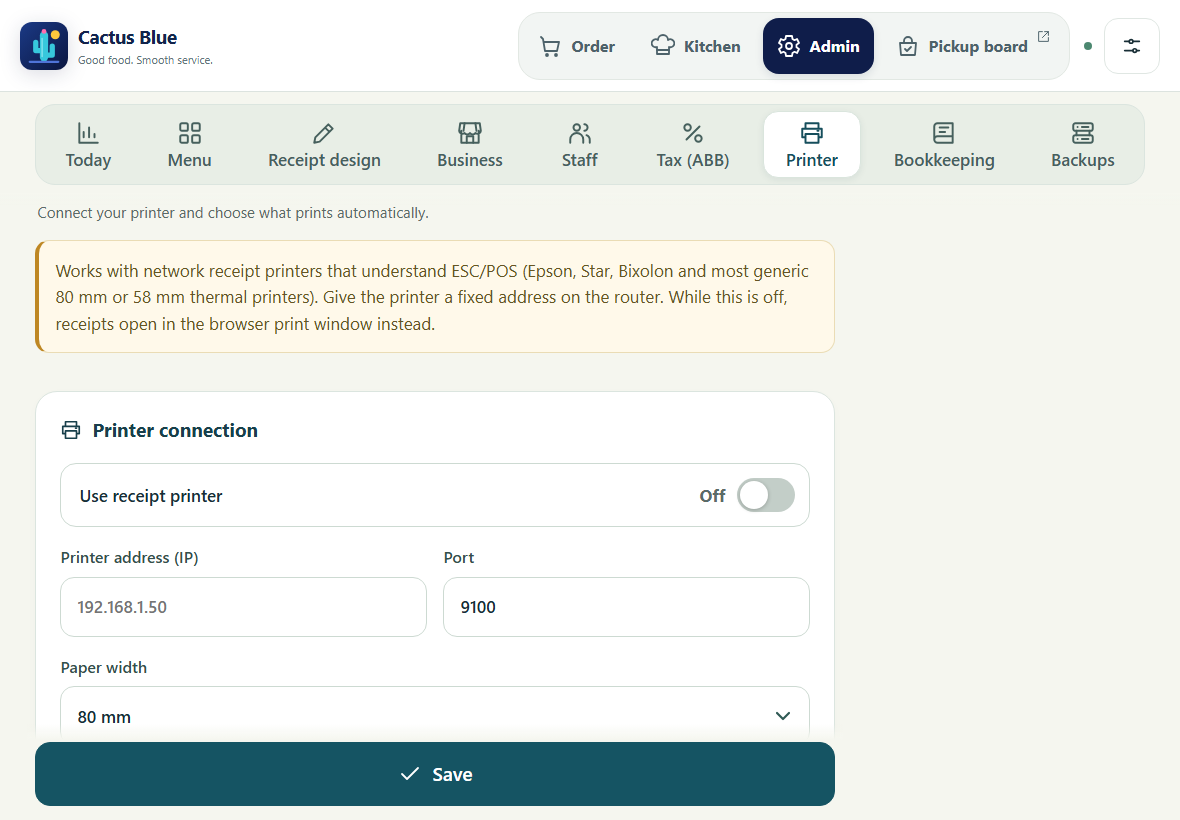 Cactus Blue
Good food. Smooth service.
Order
Kitchen
Admin
Pickup board
Today
Menu
Receipt design
Business
Staff
Tax (ABB)
Printer
Bookkeeping
Backups
Connect your printer and choose what prints automatically.
Works with network receipt printers that understand ESC/POS (Epson, Star, Bixolon and most generic
80 mm or 58 mm thermal printers). Give the printer a fixed address on the router. While this is off,
receipts open in the browser print window instead.
Printer connection
Use receipt printer
Off
Printer address (IP)
Port
192.168.1.50
9100
Paper width
80 mm
Save